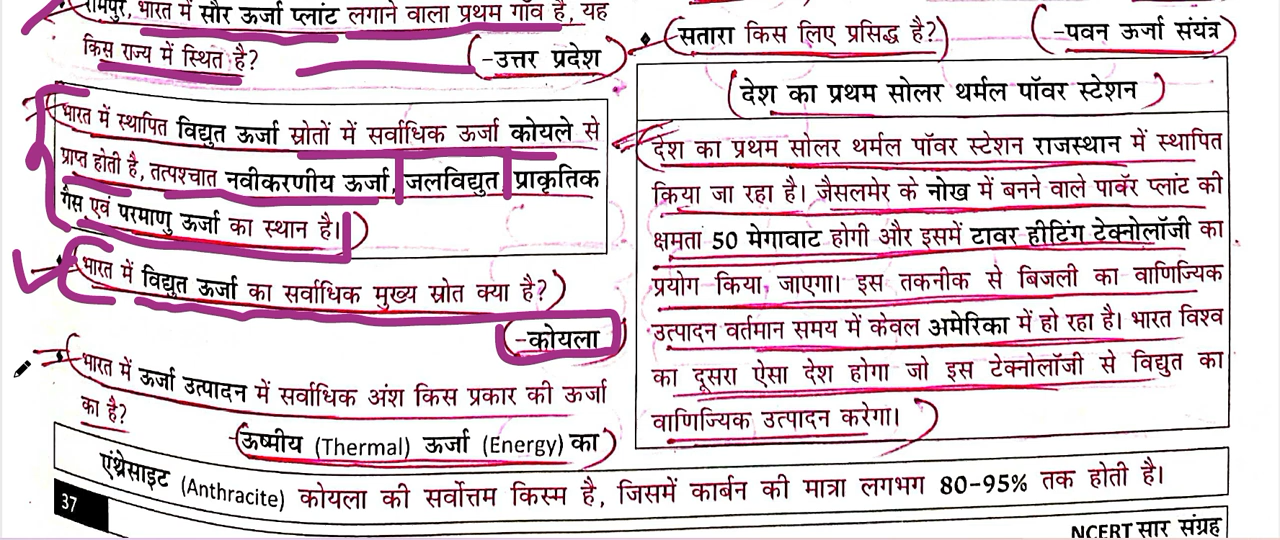 रामपुर, भारत में सौर ऊर्जा प्लांट लगाने वाला प्रथम गाँव है, यह
किस राज्य में स्थित है?
-उत्तर प्रदेश
भारत में स्थापित विद्युत ऊर्जा स्रोतों में सर्वाधिक ऊर्जा कोयले से
प्राप्त होती है, तत्पश्चात नवीकरणीय ऊर्जा, जलविद्युत, प्राकृतिक
गैस एवं परमाणु ऊर्जा का स्थान है।
भारत में विद्युत ऊर्जा का सर्वाधिक मुख्य स्रोत क्या है?
-कोयला
भारत में ऊर्जा उत्पादन में सर्वाधिक अंश किस प्रकार की ऊर्जा
का है?
-ऊष्मीय (Thermal) ऊर्जा (Energy) का
सतारा किस लिए प्रसिद्ध है?
-पवन ऊर्जा संयंत्र
देश का प्रथम सोलर थर्मल पॉवर स्टेशन
देश का प्रथम सोलर थर्मल पॉवर स्टेशन राजस्थान में स्थापित
किया जा रहा है। जैसलमेर के नोख में बनने वाले पावॅर प्लांट की
क्षमता 50 मेगावाट होगी और इसमें टावर हीटिंग टेक्नोलॉजी का
प्रयोग किया जाएगा। इस तकनीक से बिजली का वाणिज्यिक
उत्पादन वर्तमान समय में केवल अमेरिका में हो रहा है। भारत विश्व
का दूसरा ऐसा देश होगा जो इस टेक्नोलॉजी से विद्युत का
वाणिज्यिक उत्पादन करेगा।
एंथ्रेसाइट (Anthracite) कोयला की सर्वोत्तम किस्म है, जिसमें कार्बन की मात्रा लगभग 80-95% तक होती है।
37
NCERT सार संग्रह